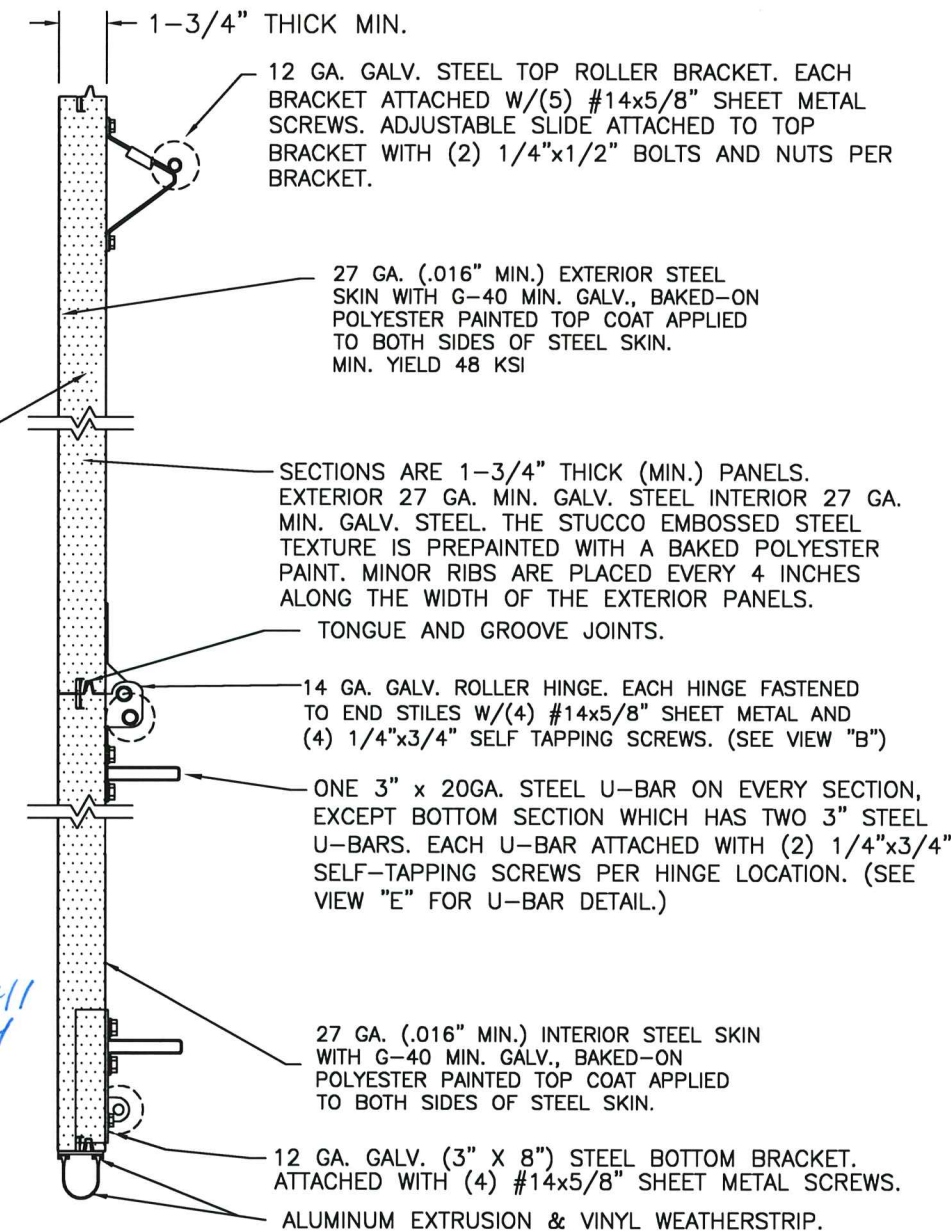 1-3/4" THICK MIN.
12 GA. GALV. STEEL TOP ROLLER BRACKET. EACH
BRACKET ATTACHED W/(5) #14x5/8" SHEET METAL
SCREWS. ADJUSTABLE SLIDE ATTACHED TO TOP
BRACKET WITH (2) 1/4"x1/2" BOLTS AND NUTS PER
BRACKET.
27 GA. (.016" MIN.) EXTERIOR STEEL
SKIN WITH G-40 MIN. GALV., BAKED-ON
POLYESTER PAINTED TOP COAT APPLIED
TO BOTH SIDES OF STEEL SKIN.
MIN. YIELD 48 KSI
SECTIONS ARE 1-3/4" THICK (MIN.) PANELS.
EXTERIOR 27 GA. MIN. GALV. STEEL INTERIOR 27 GA.
MIN. GALV. STEEL. THE STUCCO EMBOSSED STEEL
TEXTURE IS PREPAINTED WITH A BAKED POLYESTER
PAINT. MINOR RIBS ARE PLACED EVERY 4 INCHES
ALONG THE WIDTH OF THE EXTERIOR PANELS.
TONGUE AND GROOVE JOINTS.
14 GA. GALV. ROLLER HINGE. EACH HINGE FASTENED
TO END STILES W/(4) #14x5/8" SHEET METAL AND
(4) 1/4"x3/4" SELF TAPPING SCREWS. (SEE VIEW "B")
ONE 3" x 20GA. STEEL U-BAR ON EVERY SECTION,
EXCEPT BOTTOM SECTION WHICH HAS TWO 3" STEEL
U-BARS. EACH U-BAR ATTACHED WITH (2) 1/4"x3/4"
SELF-TAPPING SCREWS PER HINGE LOCATION. (SEE
VIEW "E" FOR U-BAR DETAIL.)
27 GA. (.016" MIN.) INTERIOR STEEL SKIN
WITH G-40 MIN. GALV., BAKED-ON
POLYESTER PAINTED TOP COAT APPLIED
TO BOTH SIDES OF STEEL SKIN.
12 GA. GALV. (3" X 8") STEEL BOTTOM BRACKET.
ATTACHED WITH (4) #14x5/8" SHEET METAL SCREWS.
ALUMINUM EXTRUSION & VINYL WEATHERSTRIP.